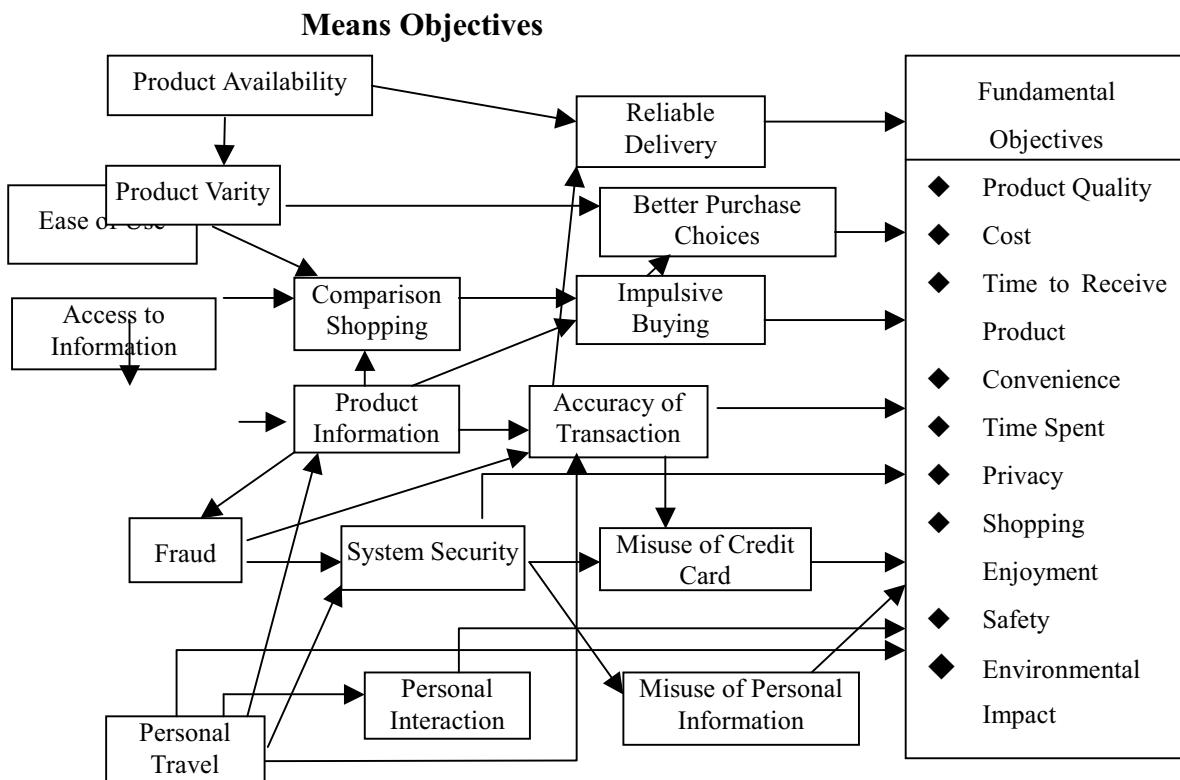 Means Objectives
Product Availability
Reliable
Delivery
Fundamental
Objectives
Product Varity
Ease of Use
Better Purchase
Choices
Access to
Information
Comparison
Shopping
Impulsive
Buying
Product
Information
Accuracy of
Transaction
Fraud
System Security
Misuse of Credit
Card
Personal
Interaction
Misuse of Personal
Information
Personal
Travel
◆ Product Quality
◆ Cost
◆ Time to Receive
Product
◆ Convenience
◆ Time Spent
◆ Privacy
◆ Shopping
Enjoyment
◆ Safety
◆ Environmental
Impact